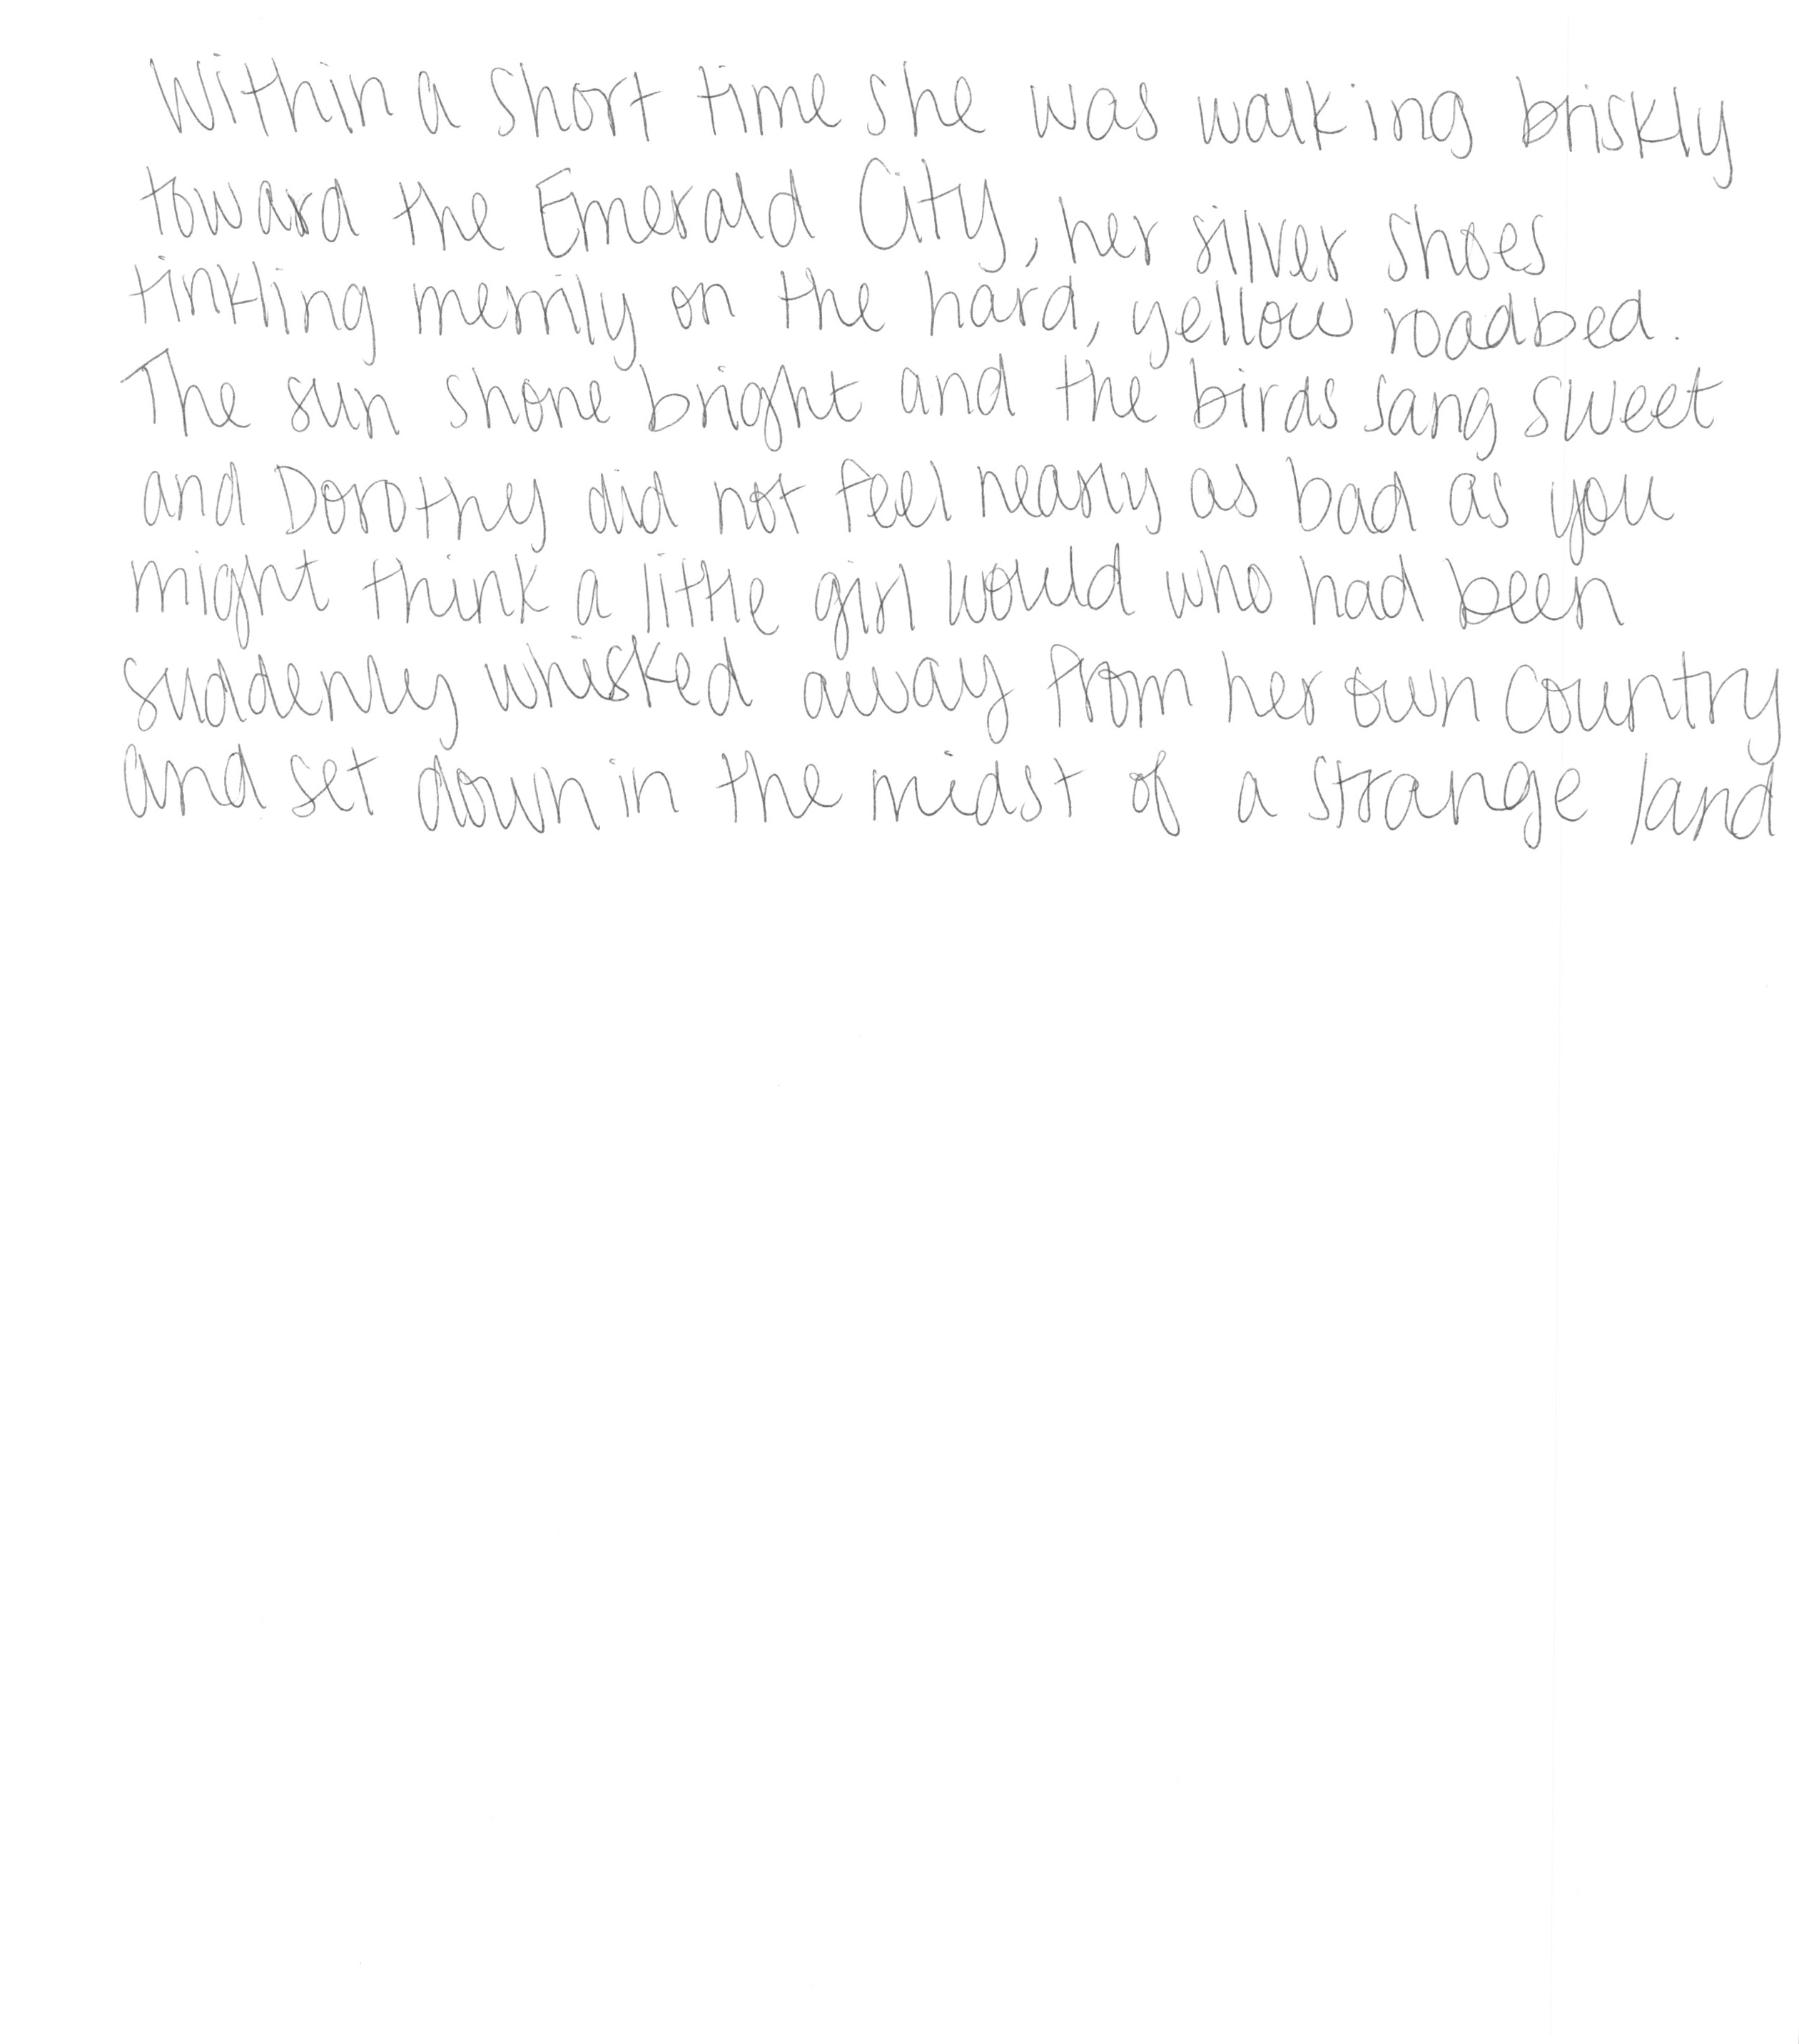 Within a short time she was walking briskly
toward the Emerald City, her silver shoes
tinkling merrily on the hard, yellow roadbed.
The sun shone bright and the birds sang sweet
and Dorothy did not feel nearly as bad as you
might think a little girl would who had been
suddenly whisked away from her own country
and set down in the midst of a strange land